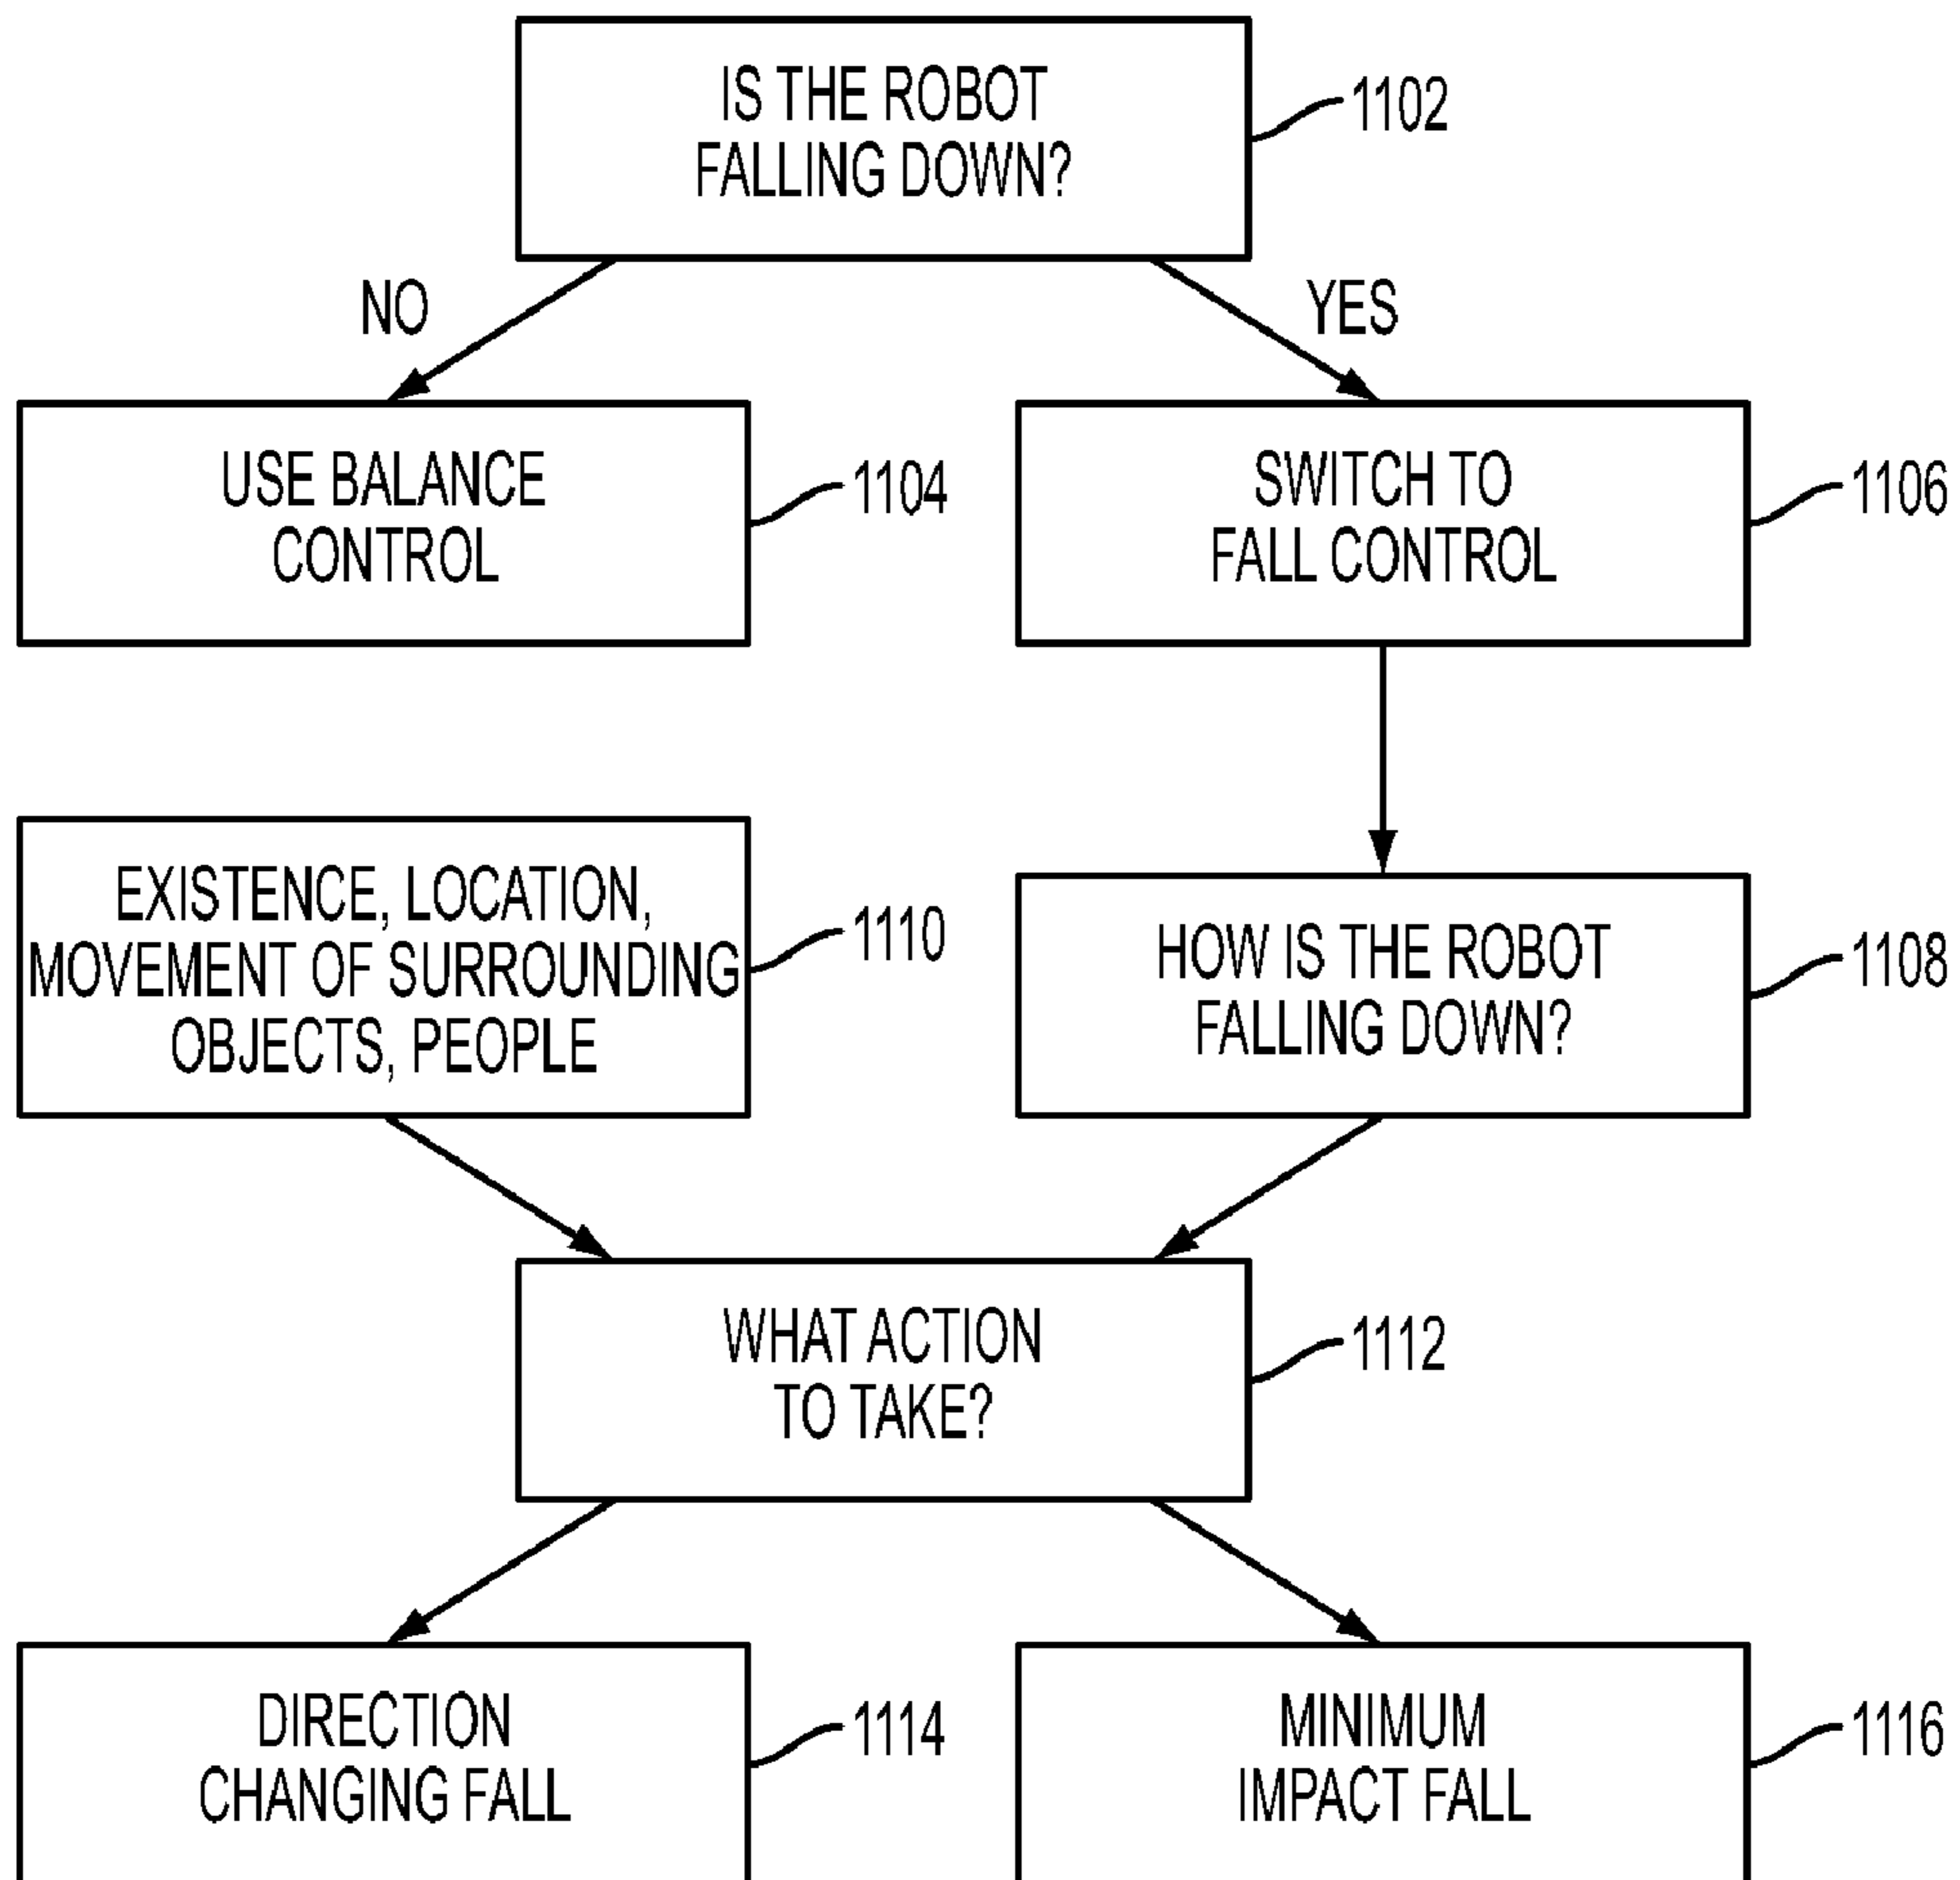 IS THE ROBOT
FALLING DOWN?
1102
NO
YES
USE BALANCE
CONTROL
1104
SWITCH TO
FALL CONTROL
1106
EXISTENCE, LOCATION,
MOVEMENT OF SURROUNDING
OBJECTS, PEOPLE
1110
HOW IS THE ROBOT
FALLING DOWN?
1108
WHAT ACTION
TO TAKE?
1112
DIRECTION
CHANGING FALL
1114
MINIMUM
IMPACT FALL
1116